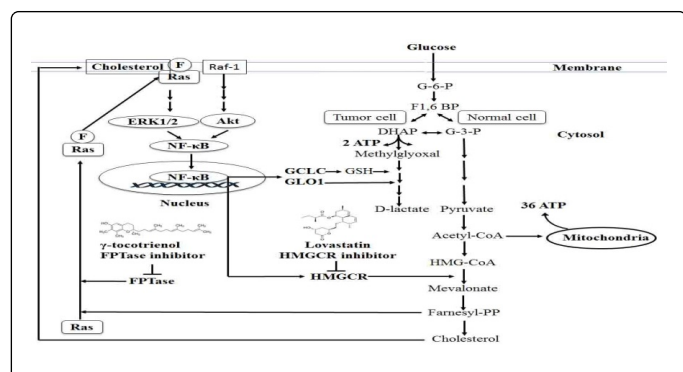 Glucose
Cholesterol
F
Ras
Raf-1
Membrane
G-6-P
F1,6 BP
Tumor cell
Normal cell
ERK1/2
Akt
DHAP
G-3-P
Cytosol
F
Ras
2 ATP
NF-κB
Methylglyoxal
NF-κB
GCLC
GSH
GLO1
Nucleus
D-lactate
Pyruvate
36 ATP
γ-tocotrienol
FPTase inhibitor
Lovastatin
HMGCR inhibitor
Acetyl-CoA
Mitochondria
HMG-CoA
FPTase
HMGCR
Mevalonate
Ras
Farnesyl-PP
Cholesterol